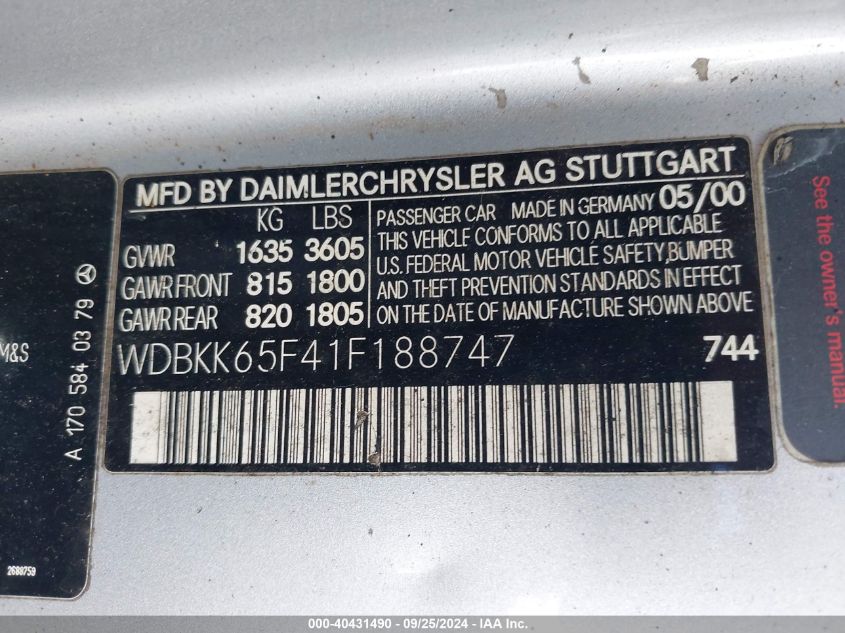 MFD BY DAIMLERCHRYSLER AG STUTTGART
KG LBS
GVWR 1635 3605
GAWR FRONT 815 1800
GAWR REAR 820 1805
PASSENGER CAR MADE IN GERMANY 05/00
THIS VEHICLE CONFORMS TO ALL APPLICABLE
U.S. FEDERAL MOTOR VEHICLE SAFETY, BUMPER
AND THEFT PREVENTION STANDARDS IN EFFECT
ON THE DATE OF MANUFACTURE SHOWN ABOVE
WDBKK65F41F188747 744
M&S
A 170 584 03 79
2680759
See the owner's manual.
000-40431490 - 09/25/2024 - IAA, Inc.